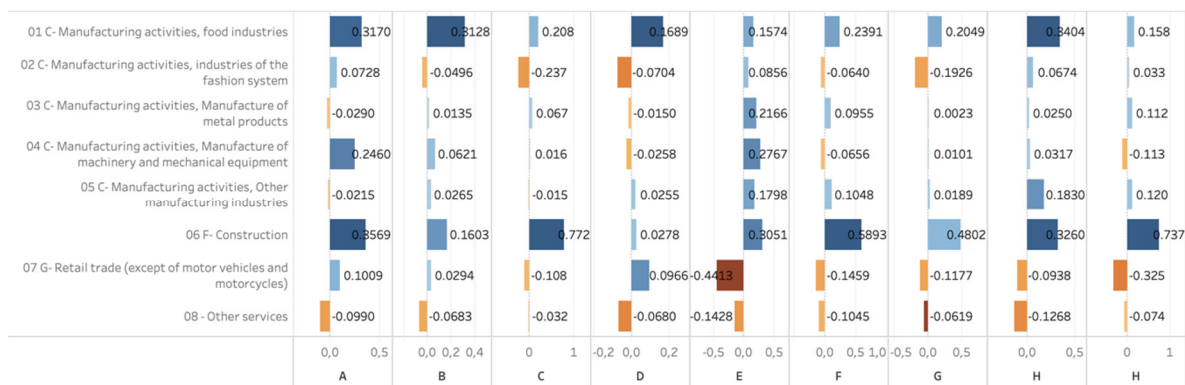 01 C- Manufacturing activities, food industries 0.3170 0.3128 0.208 0.1689 0.1574 0.2391 0.2049 0.3404 0.158
02 C- Manufacturing activities, industries of the
fashion system 0.0728 -0.0496 -0.237 -0.0704 0.0856 -0.0640 -0.1926 0.0674 0.033
03 C- Manufacturing activities, Manufacture of
metal products -0.0290 0.0135 0.067 -0.0150 0.2166 0.0955 0.0023 0.0250 0.112
04 C- Manufacturing activities, Manufacture of
machinery and mechanical equipment 0.2460 0.0621 0.016 -0.0258 0.2767 -0.0656 0.0101 0.0317 -0.113
05 C- Manufacturing activities, Other
manufacturing industries -0.0215 0.0265 -0.015 0.0255 0.1798 0.1048 0.0189 0.1830 0.120
06 F- Construction 0.3569 0.1603 0.772 0.0278 0.3051 0.5893 0.4802 0.3260 0.737
07 G- Retail trade (except of motor vehicles and
motorcycles) 0.1009 0.0294 -0.108 0.0966 -0.4413 -0.1459 -0.1177 -0.0938 -0.325
08 - Other services -0.0990 -0.0683 -0.032 -0.0680 -0.1428 -0.1045 -0.0619 -0.1268 -0.074
0,0 0,5 0,0 0,2 0,4 0 1 -0,2 0,0 0,2 -0,5 0,0 0,0 0,5 1,0 -0,5 0,0 0,5 0,0 0,5 0 1
A B C D E F G H H